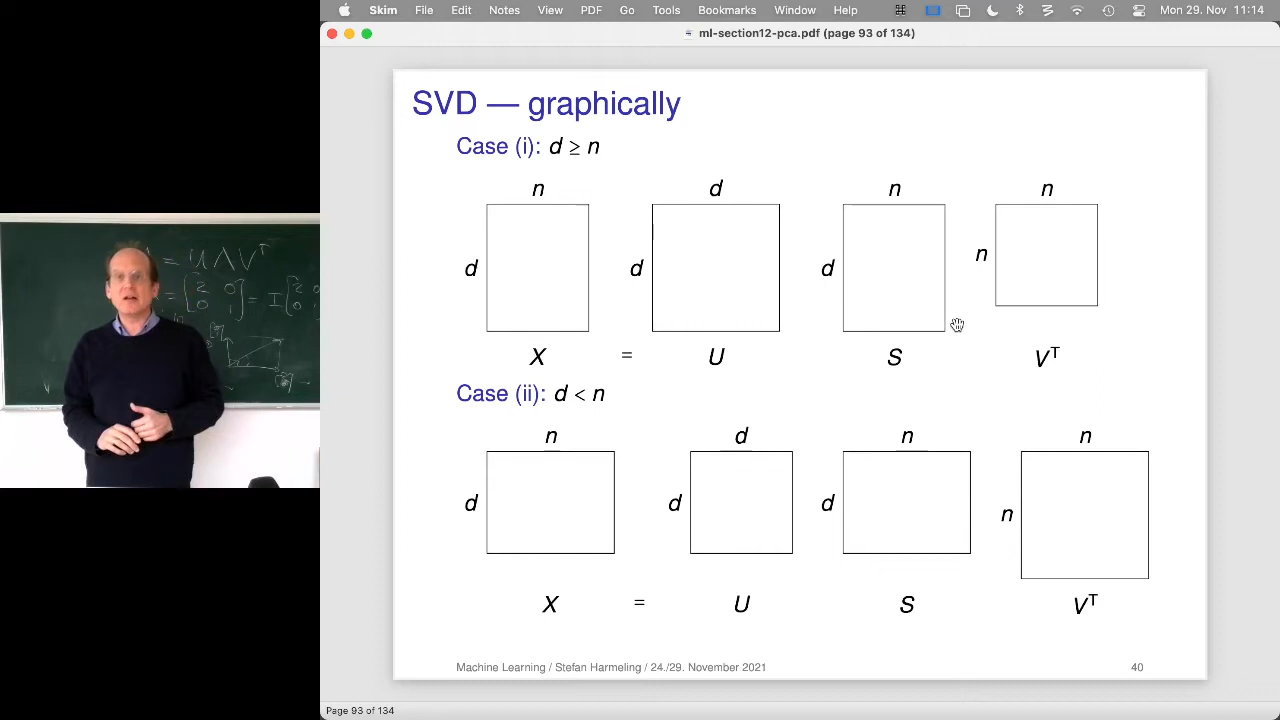 Skim File Edit Notes View PDF Go Tools Bookmarks Window Help Mon 29. Nov 11:14
ml-section12-pca.pdf (page 93 of 134)
SVD — graphically
Case (i): d ≥ n
n d n n
d d d n
X = U S Vᵀ
Case (ii): d < n
n d n n
d d d n
X = U S Vᵀ
Machine Learning / Stefan Harmeling / 24./29. November 2021 40
Page 93 of 134
= U Λ Vᵀ